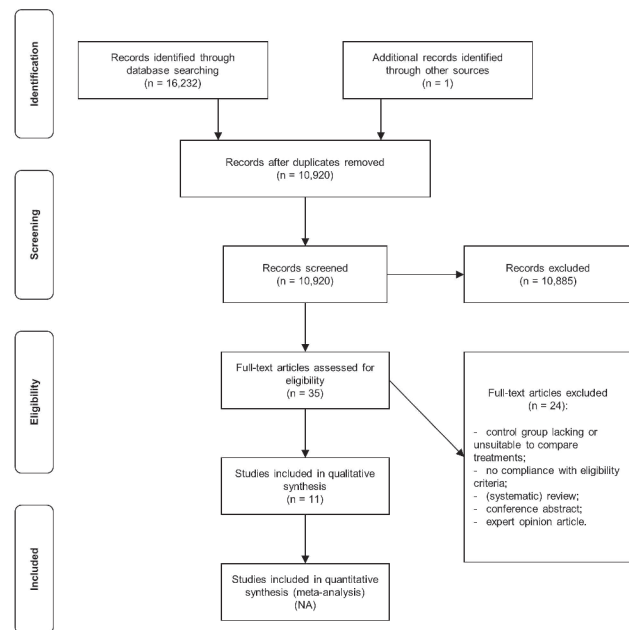 Identification
Records identified through
database searching
(n = 16,232)
Additional records identified
through other sources
(n = 1)
Records after duplicates removed
(n = 10,920)
Screening
Records screened
(n = 10,920)
Records excluded
(n = 10,885)
Eligibility
Full-text articles assessed for
eligibility
(n = 35)
Full-text articles excluded
(n = 24):
- control group lacking or
unsuitable to compare
treatments;
- no compliance with eligibility
criteria;
- (systematic) review;
- conference abstract;
- expert opinion article.
Studies included in qualitative
synthesis
(n = 11)
Included
Studies included in quantitative
synthesis (meta-analysis)
(NA)